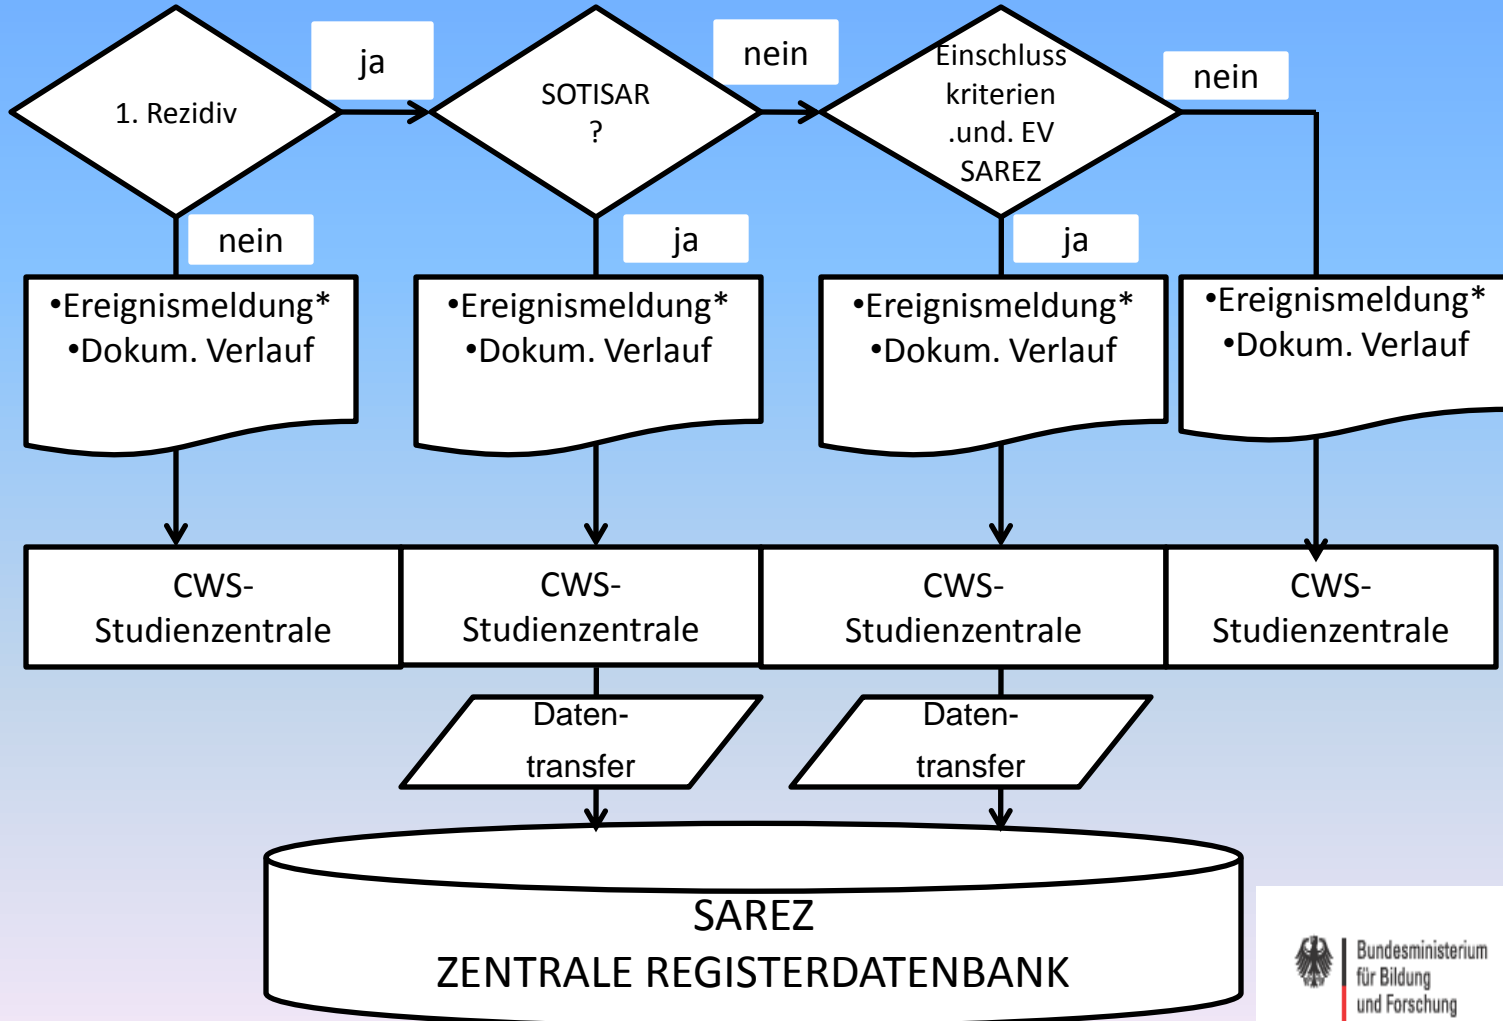 1. Rezidiv
ja
SOTISAR
?
nein
Einschluss
kriterien
.und. EV
SAREZ
nein
nein
ja
ja
•Ereignismeldung*
•Dokum. Verlauf
•Ereignismeldung*
•Dokum. Verlauf
•Ereignismeldung*
•Dokum. Verlauf
•Ereignismeldung*
•Dokum. Verlauf
CWS-
Studienzentrale
CWS-
Studienzentrale
CWS-
Studienzentrale
CWS-
Studienzentrale
Daten-
transfer
Daten-
transfer
SAREZ
ZENTRALE REGISTERDATENBANK
Bundesministerium
für Bildung
und Forschung